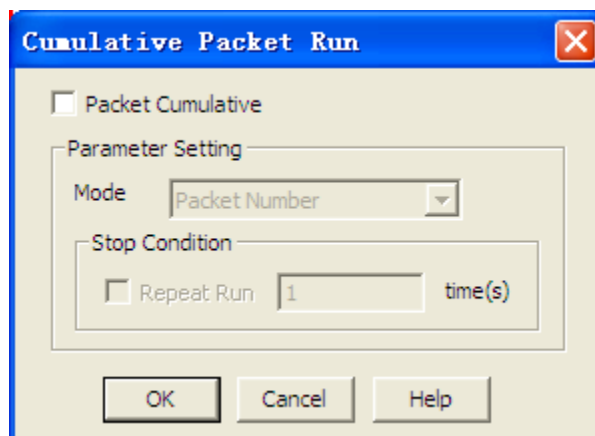 Cumulative Packet Run
Packet Cumulative
Parameter Setting
Mode Packet Number
Stop Condition
Repeat Run 1 time(s)
OK Cancel Help